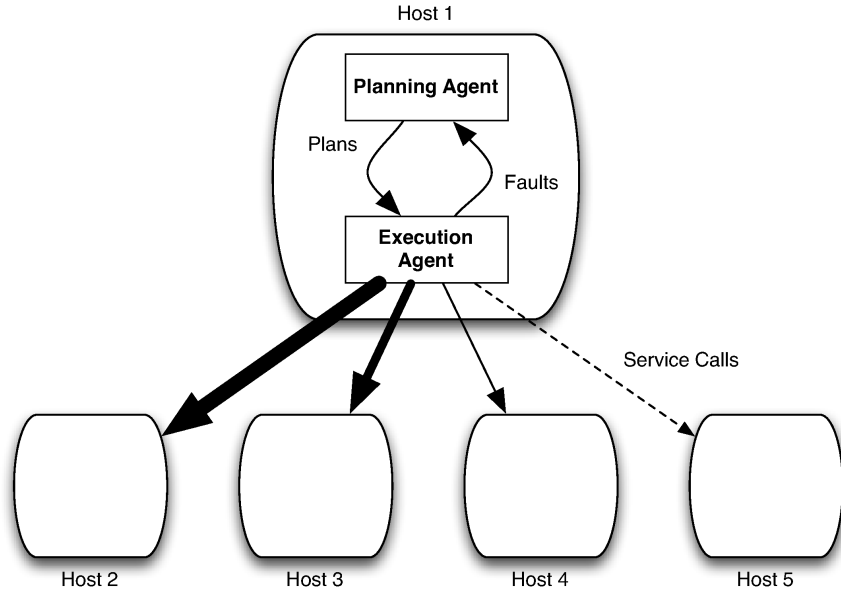 Host 1
Planning Agent
Plans
Faults
Execution
Agent
Service Calls
Host 2
Host 3
Host 4
Host 5